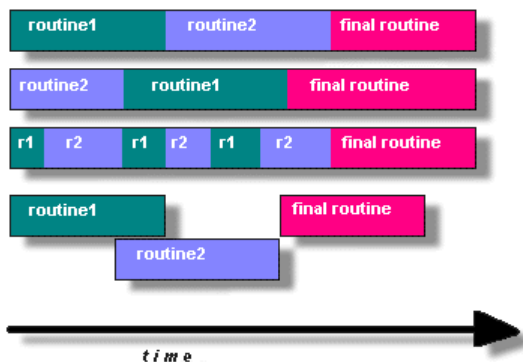 routine1 routine2 final routine
routine2 routine1 final routine
r1 r2 r1 r2 r1 r2 final routine
routine1 final routine
routine2
time